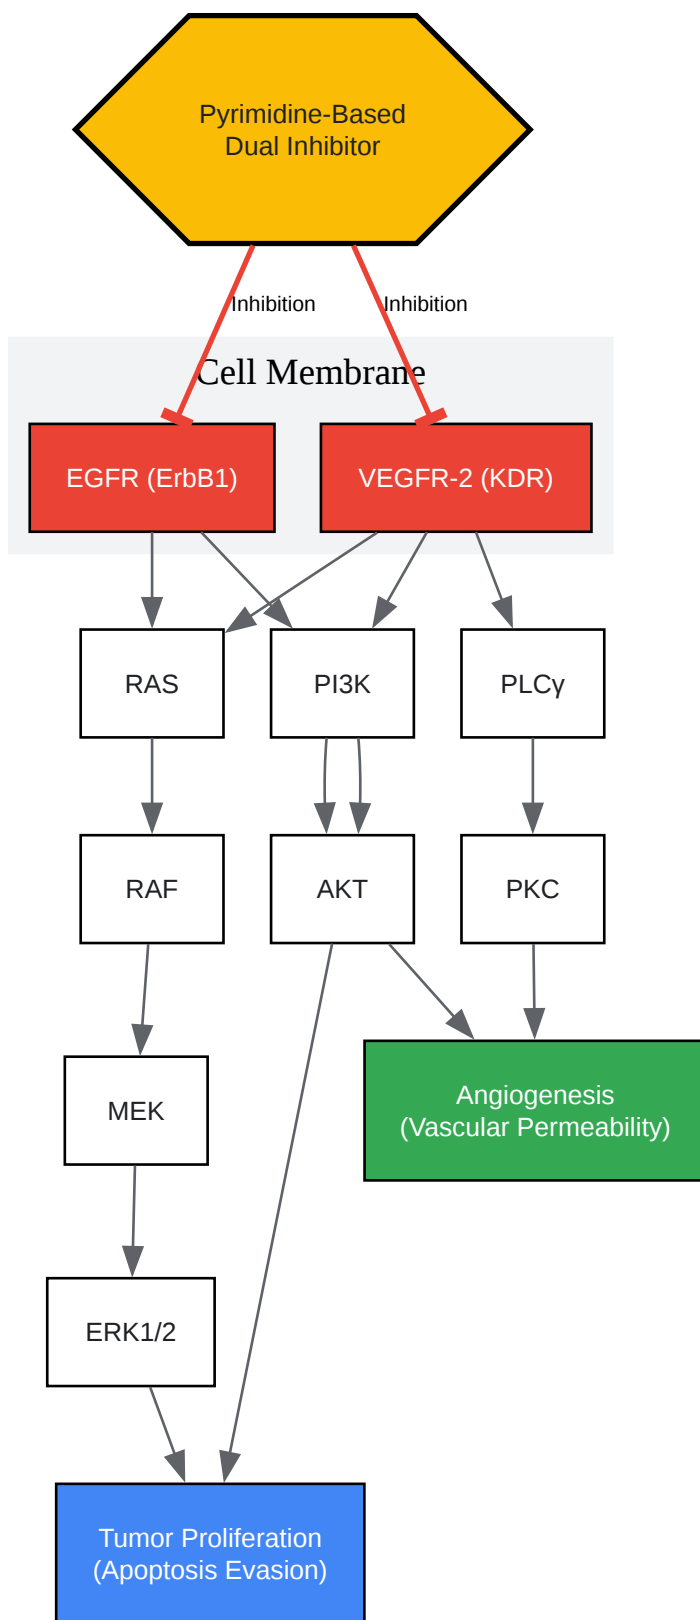 Pyrimidine-Based
Dual Inhibitor
Inhibition
Inhibition
Cell Membrane
EGFR (ErbB1)
VEGFR-2 (KDR)
RAS
PI3K
PLCγ
RAF
AKT
PKC
Angiogenesis
(Vascular Permeability)
MEK
ERK1/2
Tumor Proliferation
(Apoptosis Evasion)